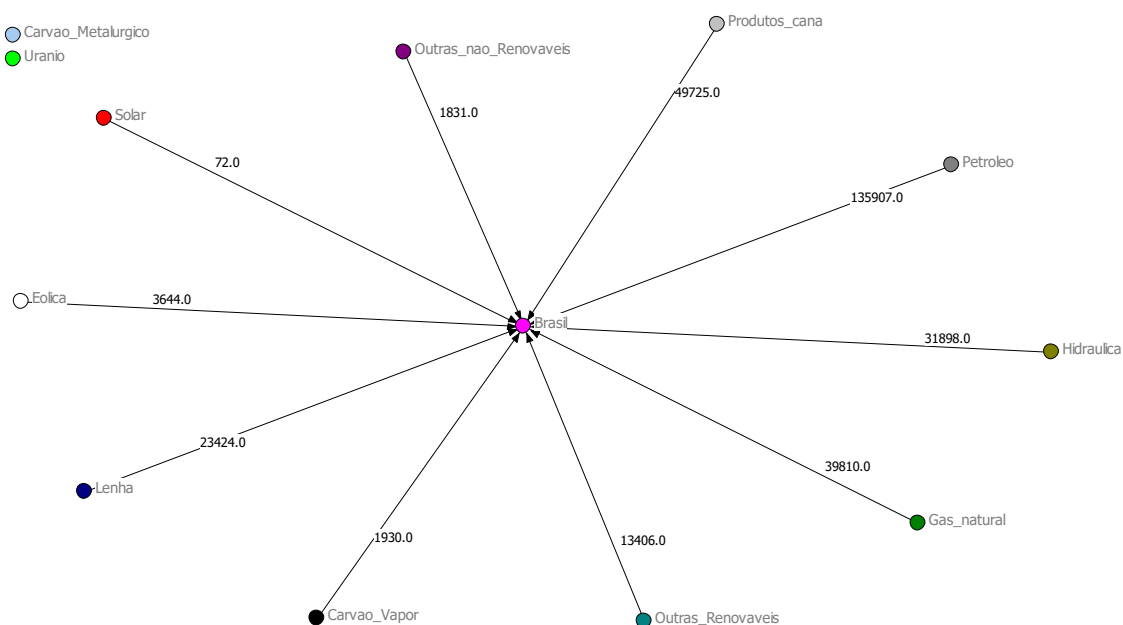 Produtos_cana
Carvao_Metalurgico
Outras_nao_Renovaveis
Uranio
49725.0
1831.0
Solar
72.0
Petroleo
135907.0
Eolica
3644.0
Brasil
31898.0
Hidraulica
23424.0
39810.0
Lenha
Gas_natural
1930.0
13406.0
Carvao_Vapor
Outras_Renovaveis